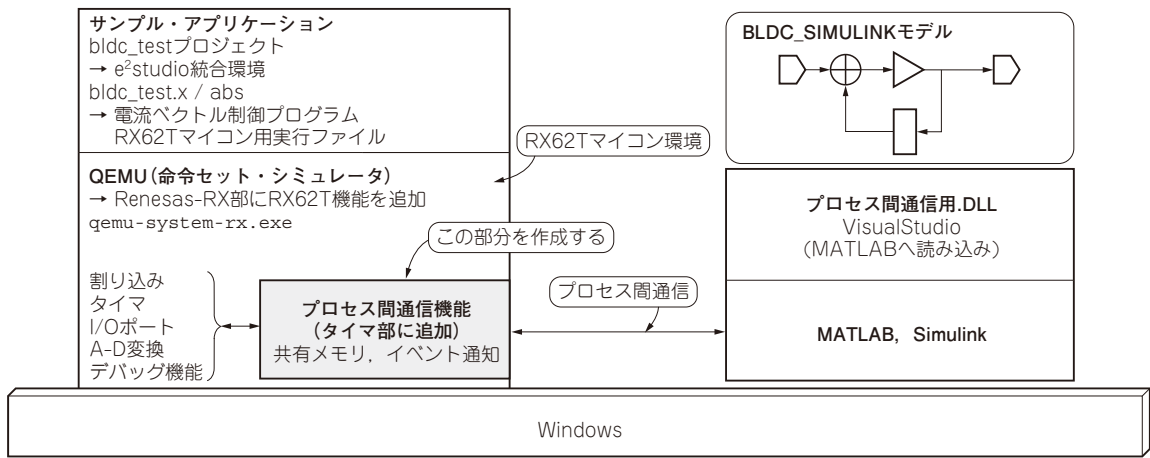 サンプル・アプリケーション
bldc_testプロジェクト
→ e²studio統合環境
bldc_test.x / abs
→ 電流ベクトル制御プログラム
RX62Tマイコン用実行ファイル
RX62Tマイコン環境
QEMU(命令セット・シミュレータ)
→ Renesas-RX部にRX62T機能を追加
qemu-system-rx.exe
この部分を作成する
割り込み
タイマ
I/Oポート
A-D変換
デバッグ機能
プロセス間通信機能
(タイマ部に追加)
共有メモリ，イベント通知
プロセス間通信
BLDC_SIMULINKモデル
プロセス間通信用.DLL
VisualStudio
(MATLABへ読み込み)
MATLAB，Simulink
Windows